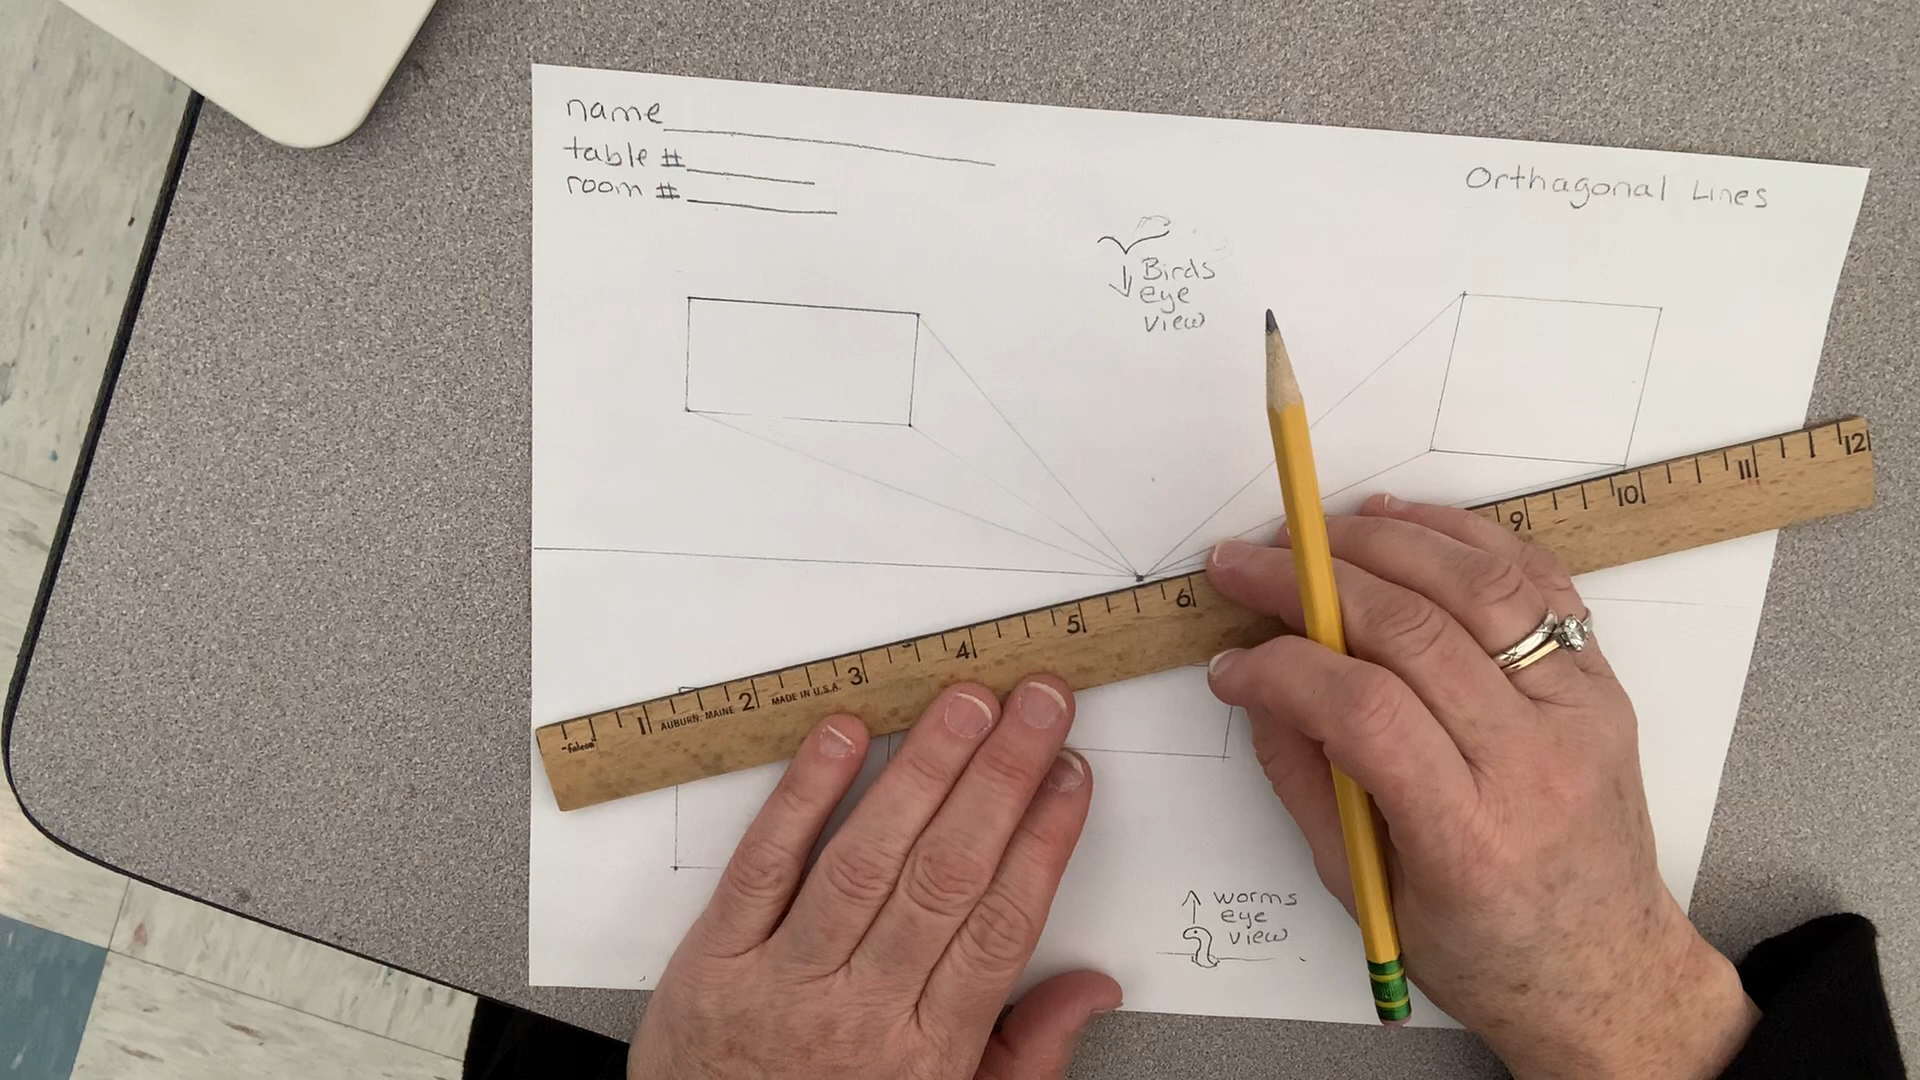 name
table #
room #
Orthagonal Lines
Birds
eye
view
12
11
10
9
6
5
4
3
2
1
MADE IN U.S.A.
AUBURN, MAINE
"falcon"
worms
eye
view